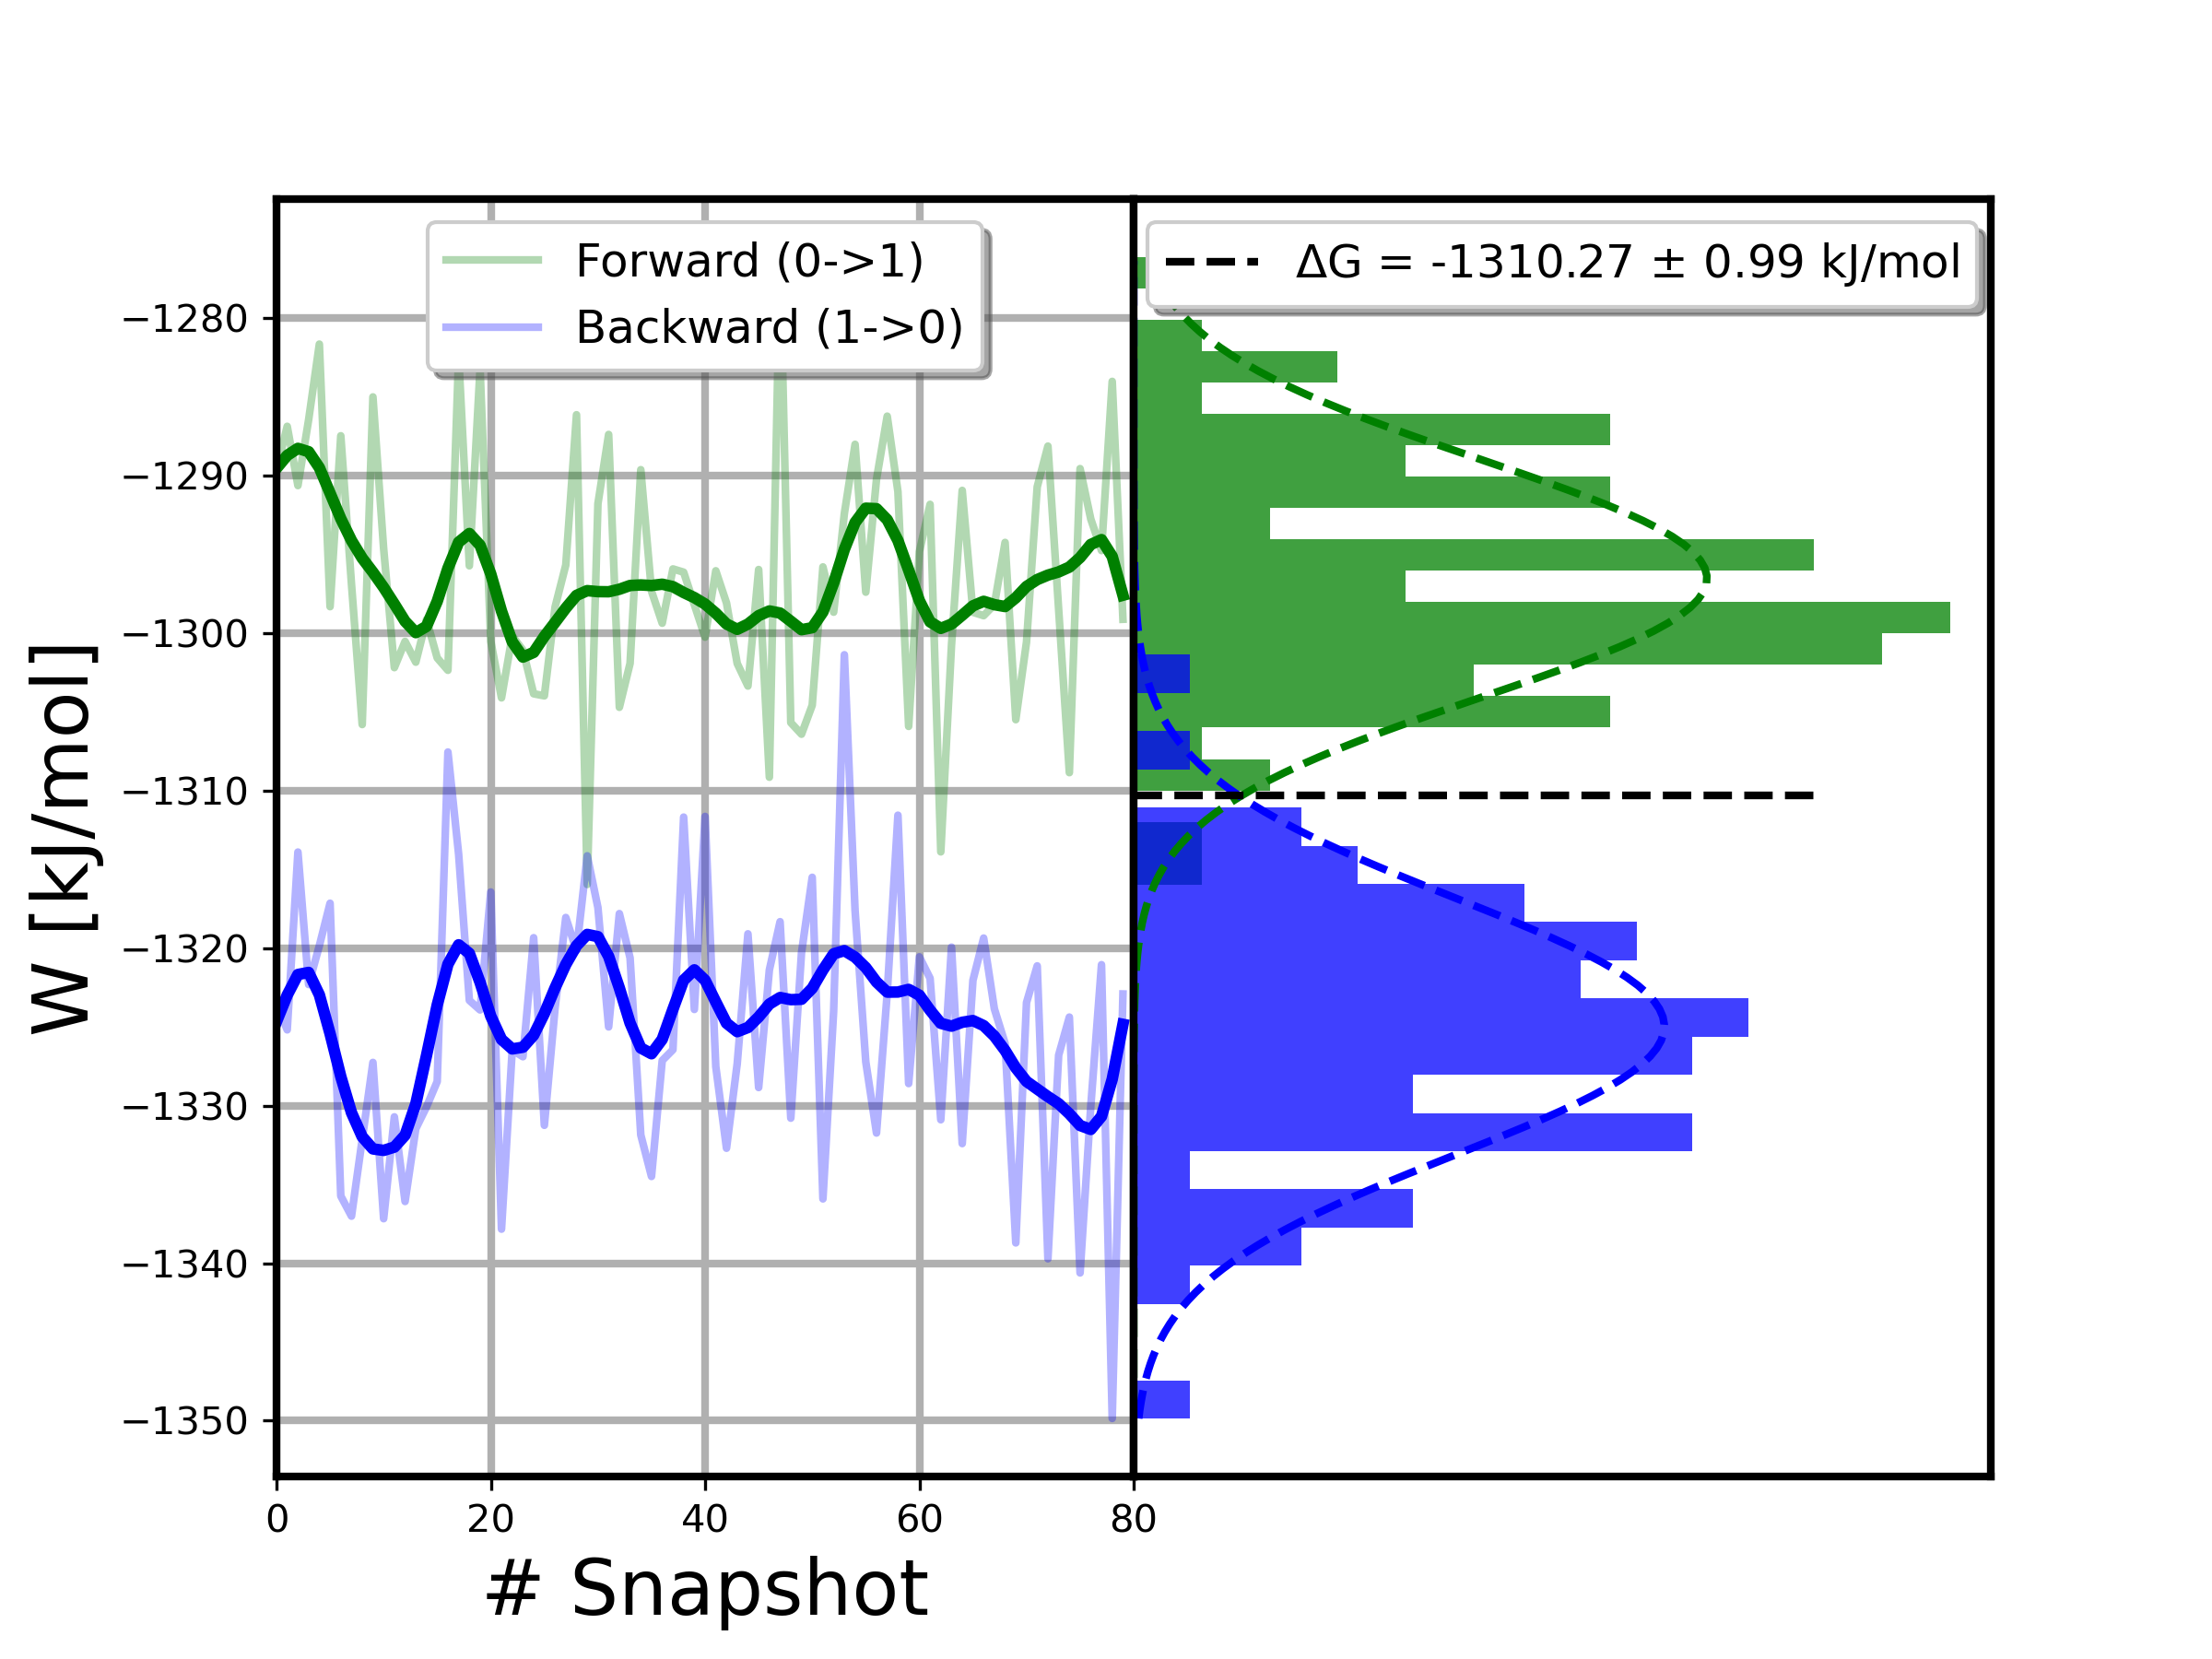 Forward (0->1)
Backward (1->0)
ΔG = -1310.27 ± 0.99 kJ/mol
W [kJ/mol]
−1280
−1290
−1300
−1310
−1320
−1330
−1340
−1350
0 20 40 60 80
# Snapshot